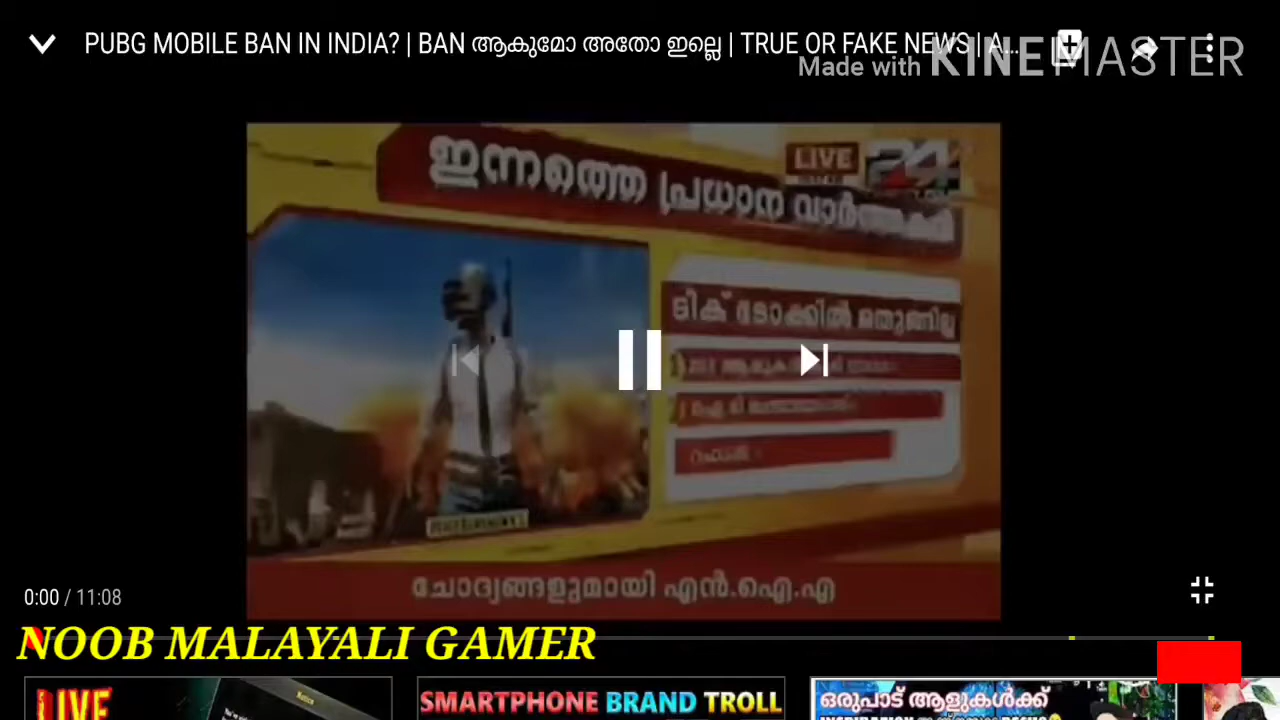 PUBG MOBILE BAN IN INDIA? | BAN ആകുമോ അതോ ഇല്ലെ | TRUE OR FAKE NEWS | A...
Made with KINEMASTER
LIVE 24
ഇന്നത്തെ പ്രധാന വാർത്തകൾ
ടിക് ടോക്കിൽ ഒതുങ്ങില്ല
ചോദ്യങ്ങളുമായി എൻ.ഐ.എ
0:00 / 11:08
NOOB MALAYALI GAMER
LIVE
SMARTPHONE BRAND TROLL
ഒരുപാട് ആളുകൾക്ക്